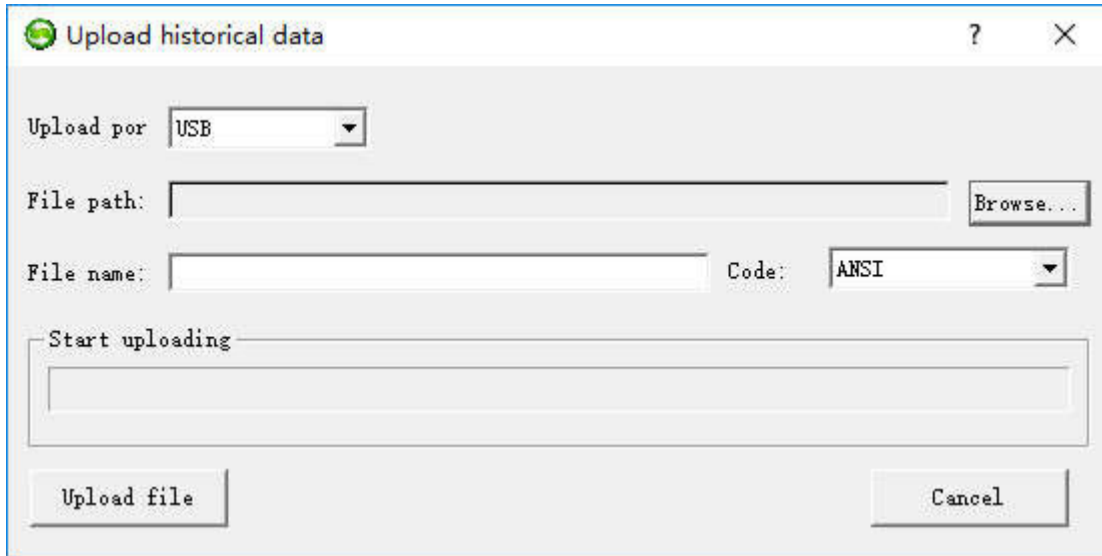 Upload historical data
Upload por USB
File path: Browse...
File name: Code: ANSI
Start uploading
Upload file Cancel